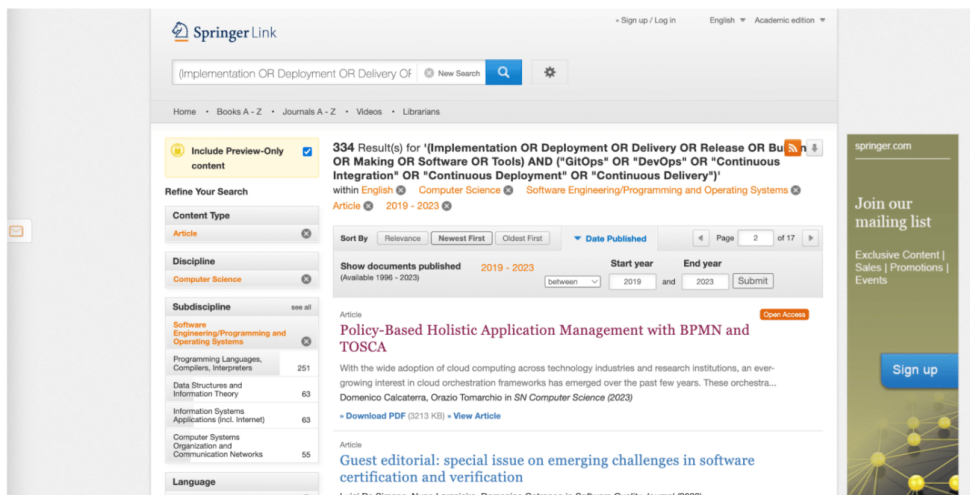 » Sign up / Log in English Academic edition
Springer Link
(Implementation OR Deployment OR Delivery OF New Search
Home • Books A - Z • Journals A - Z • Videos • Librarians
Include Preview-Only content
Refine Your Search
Content Type
Article
Discipline
Computer Science
Subdiscipline see all
Software
Engineering/Programming and
Operating Systems
Programming Languages,
Compilers, Interpreters 251
Data Structures and
Information Theory 63
Information Systems
Applications (incl. Internet) 63
Computer Systems
Organization and
Communication Networks 55
Language
334 Result(s) for '(Implementation OR Deployment OR Delivery OR Release OR
OR Making OR Software OR Tools) AND ("GitOps" OR "DevOps" OR "Continuous
Integration" OR "Continuous Deployment" OR "Continuous Delivery")'
within English Computer Science Software Engineering/Programming and Operating Systems
Article 2019 - 2023
Sort By Relevance Newest First Oldest First Date Published Page 2 of 17
Show documents published 2019 - 2023 Start year End year
(Available 1996 - 2023) between 2019 and 2023 Submit
Article Open Access
Policy-Based Holistic Application Management with BPMN and
TOSCA
With the wide adoption of cloud computing across technology industries and research institutions, an ever-
growing interest in cloud orchestration frameworks has emerged over the past few years. These orchestra...
Domenico Calcaterra, Orazio Tomarchio in SN Computer Science (2023)
» Download PDF (3213 KB) » View Article
Article
Guest editorial: special issue on emerging challenges in software
certification and verification
springer.com
Join our
mailing list
Exclusive Content |
Sales | Promotions |
Events
Sign up